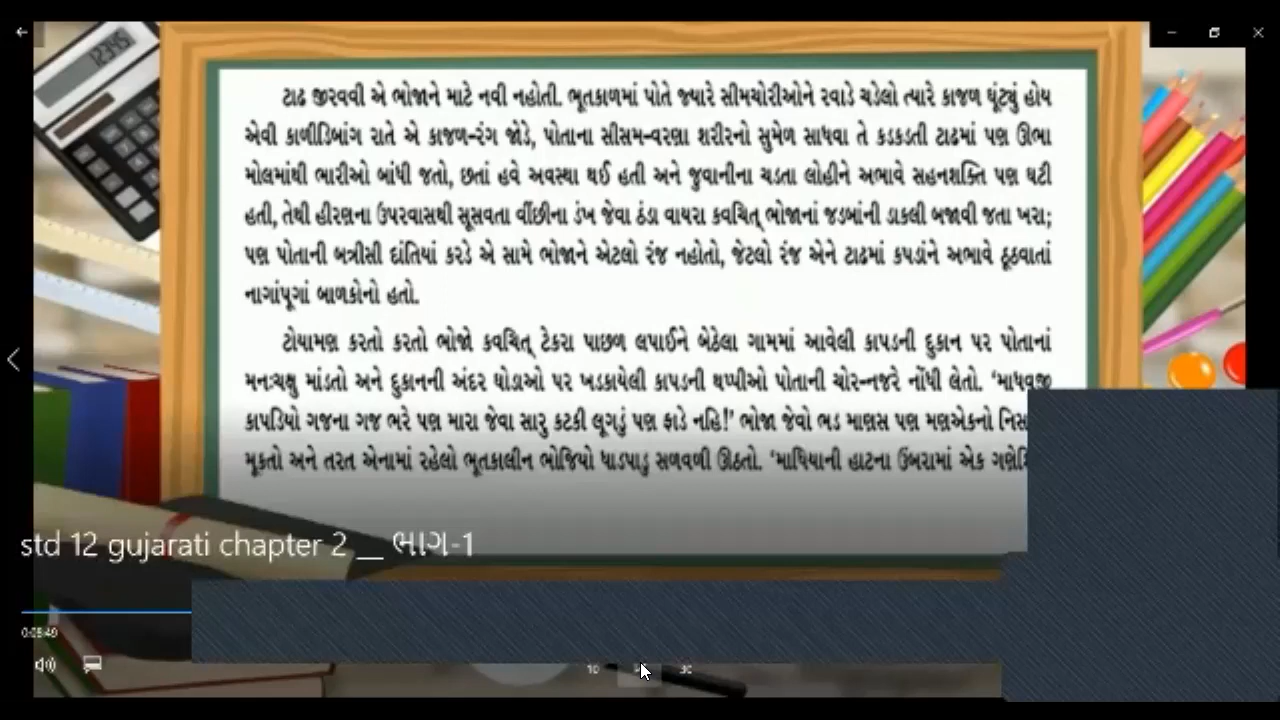 12345
ટાઢ જીરવવી એ ભોજાને માટે નવી નહોતી. ભૂતકાળમાં પોતે જ્યારે સીમચોરીઓને રવાડે ચડેલો ત્યારે કાજળ ઘૂંટ્યું હોય
એવી કાળીડિબાંગ રાતે એ કાજળ-રંગ જોડે, પોતાના સીસમ-વરણા શરીરનો સુમેળ સાધવા તે કડકડતી ટાઢમાં પણ ઊભા
મોલમાંથી ભારીઓ બાંધી જતો, છતાં હવે અવસ્થા થઈ હતી અને જુવાનીના ચડતા લોહીને અભાવે સહનશક્તિ પણ ઘટી
હતી, તેથી હીરણના ઉપરવાસથી સૂસવતા વીંછીના ડંખ જેવા ઠંડા વાયરા કવચિત્ ભોજાનાં જડબાંની ડાકલી બજાવી જતા ખરા;
પણ પોતાની બત્રીસી દાંતિયાં કરડે એ સામે ભોજાને એટલો રંજ નહોતો, જેટલો રંજ એને ટાઢમાં કપડાંને અભાવે ઠૂઠવાતાં
નાગાંપૂગાં બાળકોનો હતો.
ટોયામણ કરતો કરતો ભોજો કવચિત્ ટેકરા પાછળ લપાઈને બેઠેલા ગામમાં આવેલી કાપડની દુકાન પર પોતાનાં
મનઃચક્ષુ માંડતો અને દુકાનની અંદર ઘોડાઓ પર ખડકાયેલી કાપડની થપ્પીઓ પોતાની ચોર-નજરે નોંધી લેતો. ‘માધવજી
કાપડિયો ગજના ગજ ભરે પણ મારા જેવા સારુ કટકી લૂગડું પણ ફાડે નહિ!’ ભોજા જેવો ભડ માણસ પણ મણએકનો
મૂકતો અને તરત એનામાં રહેલો ભૂતકાલીન ભોજિયો ધાડપાડુ સળવળી ઊઠતો. ‘માધિયાની હાટના ઉંબરામાં એક
std 12 gujarati chapter 2 __ ભાગ-1
0:08:49
10 30